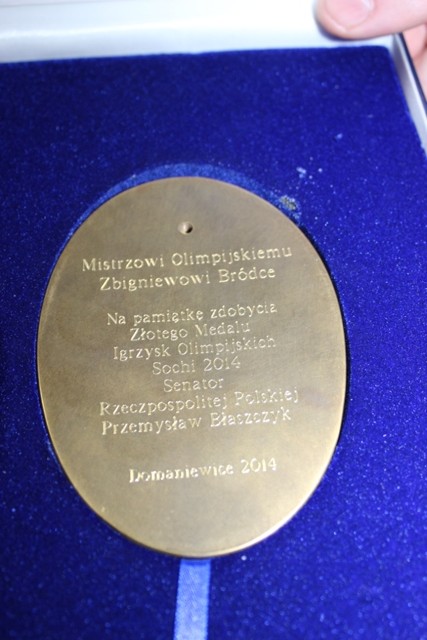 Mistrzowi Olimpijskiemu
Zbigniewowi Bródce
Na pamiątkę zdobycia
Złotego Medalu
Igrzysk Olimpijskich
Sochi 2014
Senator
Rzeczpospolitej Polskiej
Przemysław Błaszczyk
Domaniewice 2014